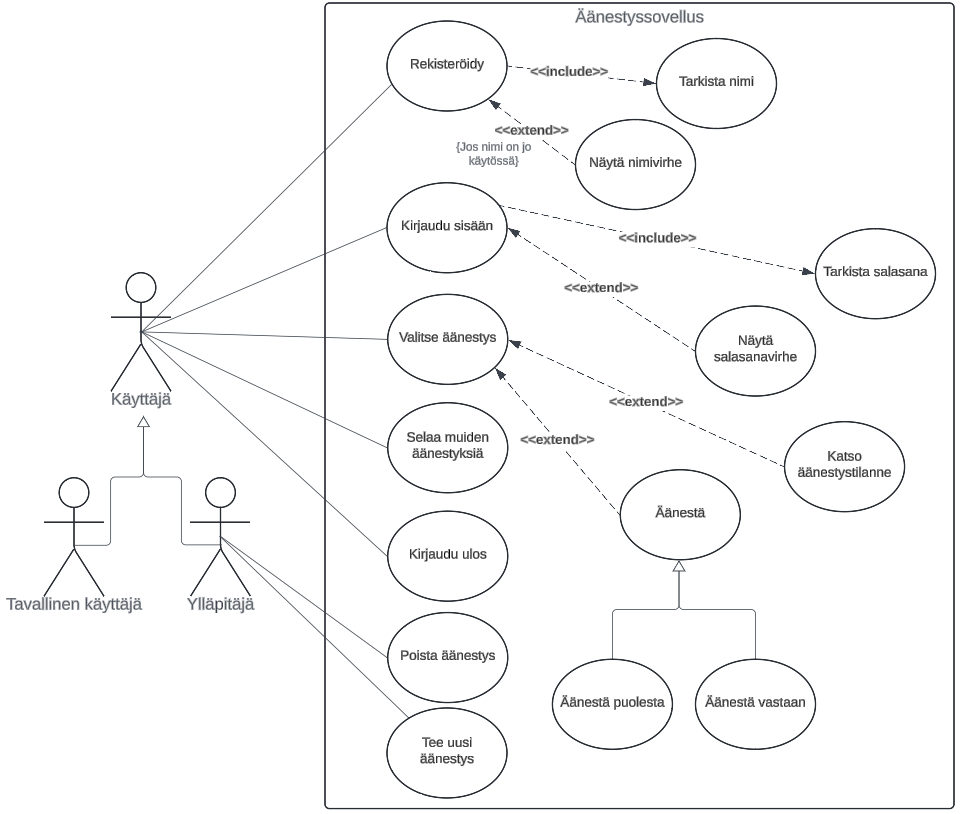 Äänestyssovellus
Rekisteröidy
<<include>>
Tarkista nimi
<<extend>>
{Jos nimi on jo
käytössä}
Näytä nimivirhe
Kirjaudu sisään
<<include>>
Tarkista salasana
<<extend>>
Näytä
salasanavirhe
Valitse äänestys
<<extend>>
Käyttäjä
Selaa muiden
äänestyksiä
<<extend>>
Katso
äänestystilanne
Äänestä
Kirjaudu ulos
Tavallinen käyttäjä
Ylläpitäjä
Poista äänestys
Äänestä puolesta
Äänestä vastaan
Tee uusi
äänestys